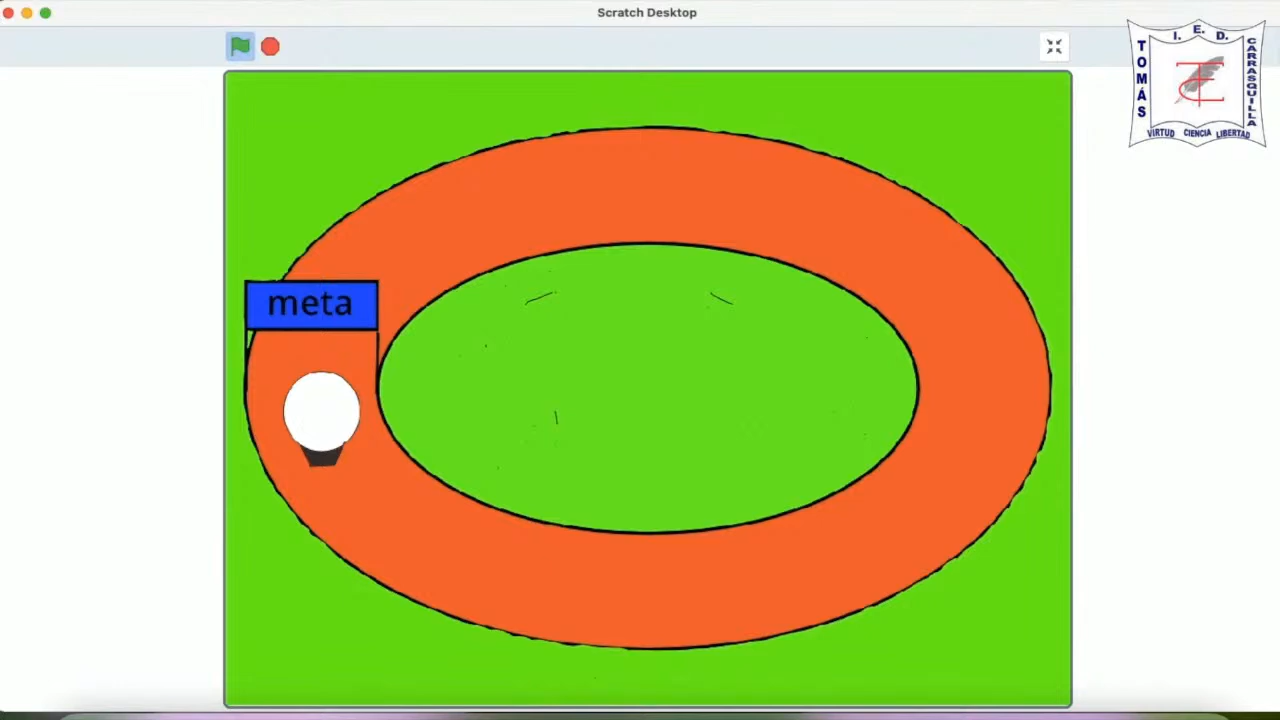 Scratch Desktop
I. E. D.
TOMÁS
CARRASQUILLA
VIRTUD CIENCIA LIBERTAD
meta